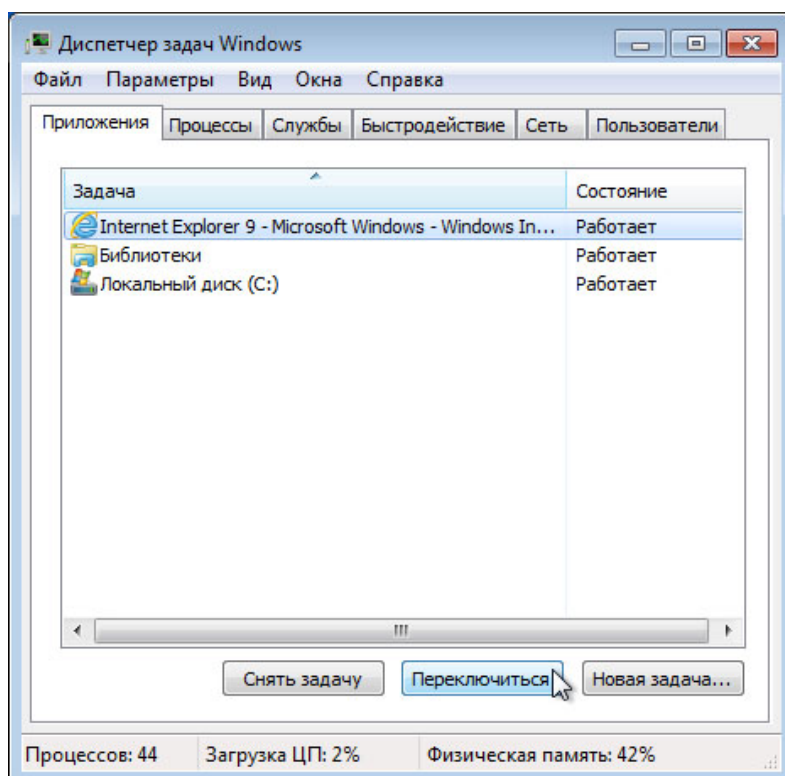 Диспетчер задач Windows
Файл Параметры Вид Окна Справка
Приложения Процессы Службы Быстродействие Сеть Пользователи
Задача Состояние
Internet Explorer 9 - Microsoft Windows - Windows In... Работает
Библиотеки Работает
Локальный диск (C:) Работает
Снять задачу Переключиться Новая задача...
Процессов: 44 Загрузка ЦП: 2% Физическая память: 42%